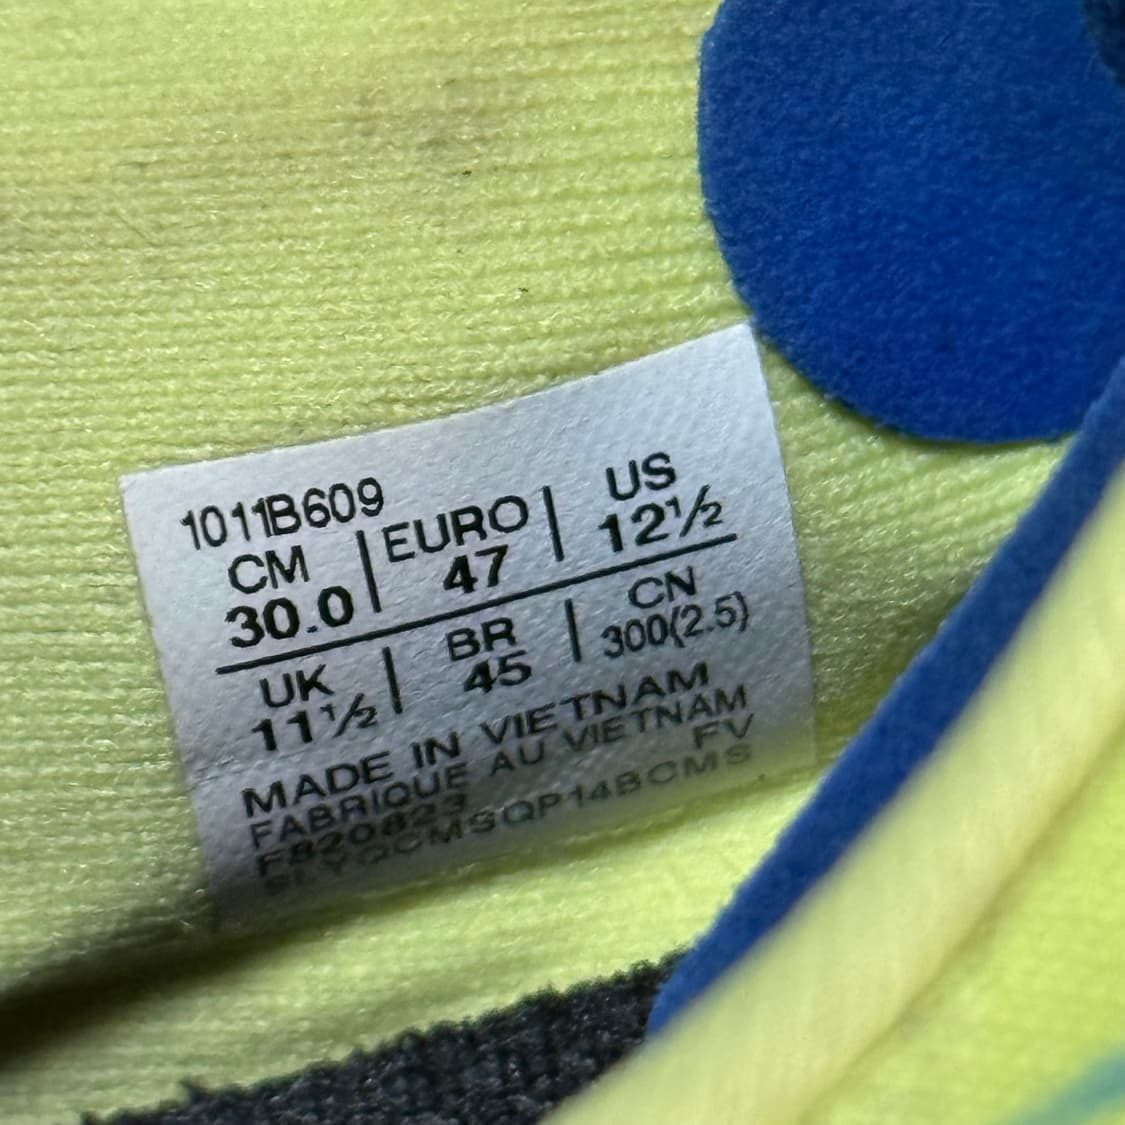 1011B609
CM | EURO | US
30.0 47 12½
UK | BR | CN
11½ 45 300(2.5)
MADE IN VIETNAM
FABRIQUE AU VIETNAM
F820823 FV